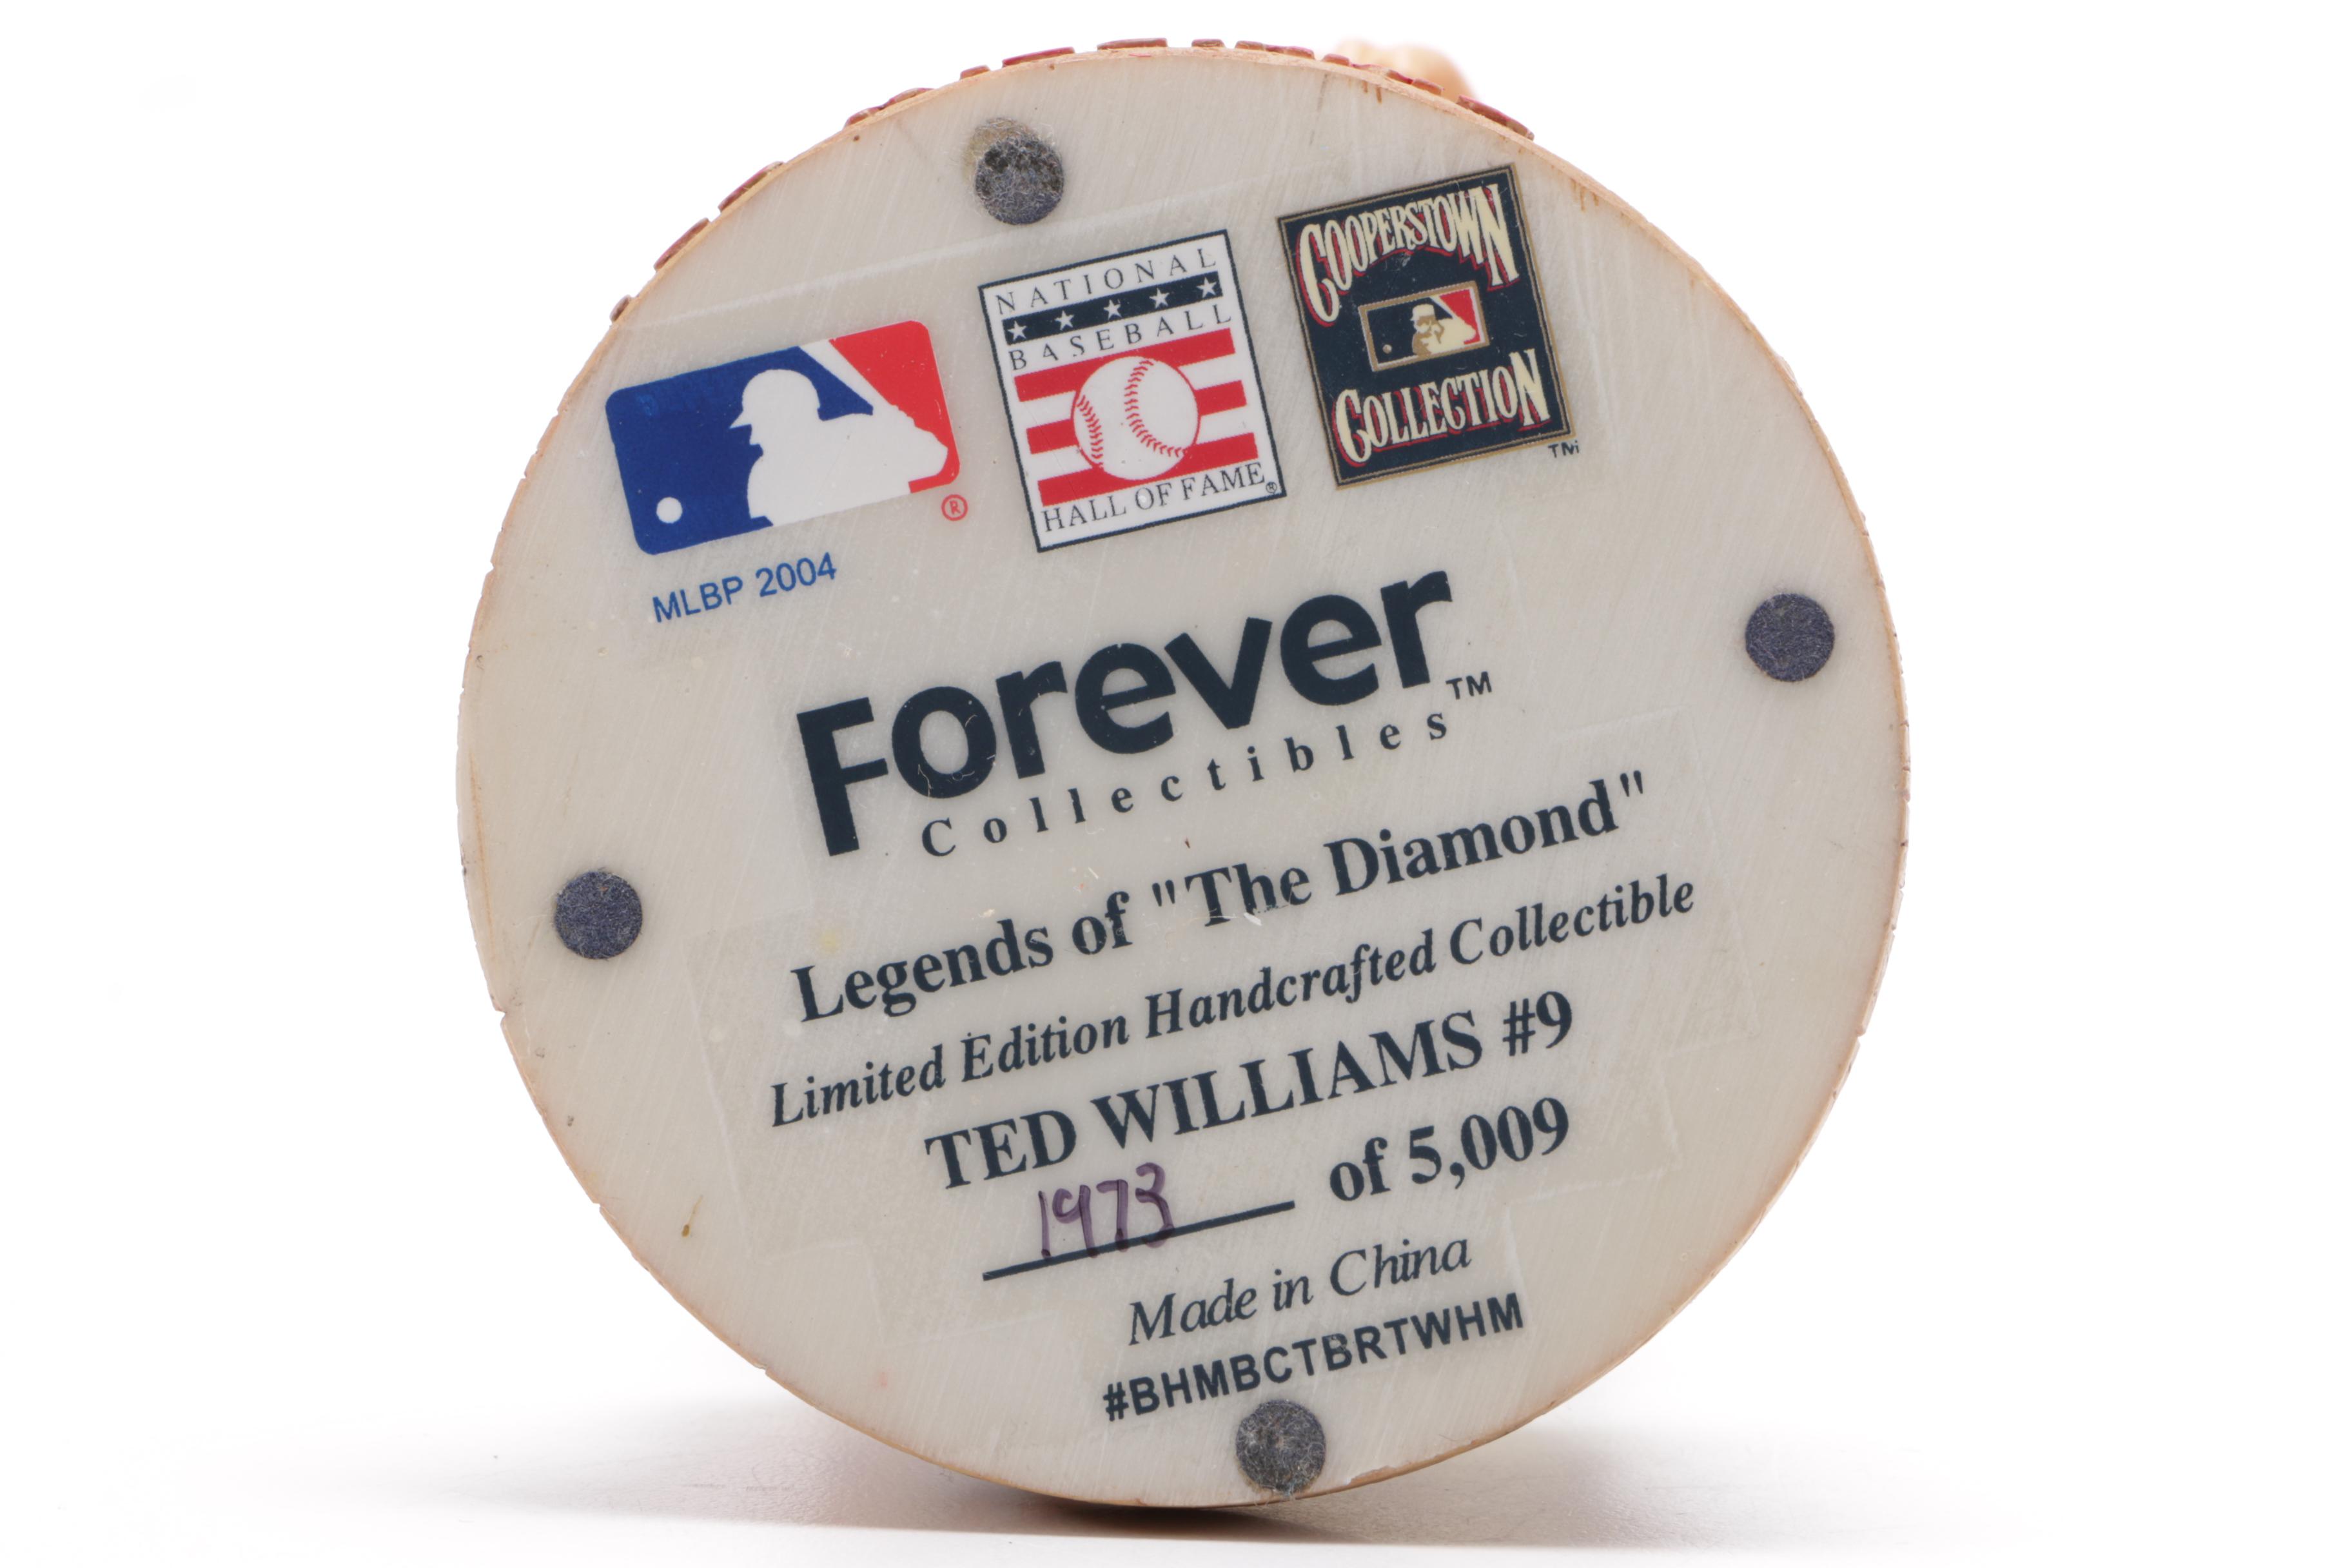 NATIONAL
BASEBALL
HALL OF FAME®
COOPERSTOWN
COLLECTION
TM
®
MLBP 2004
Forever™
Collectibles
Legends of "The Diamond"
Limited Edition Handcrafted Collectible
TED WILLIAMS #9
1973 of 5,009
Made in China
#BHMBCTBRTWHM